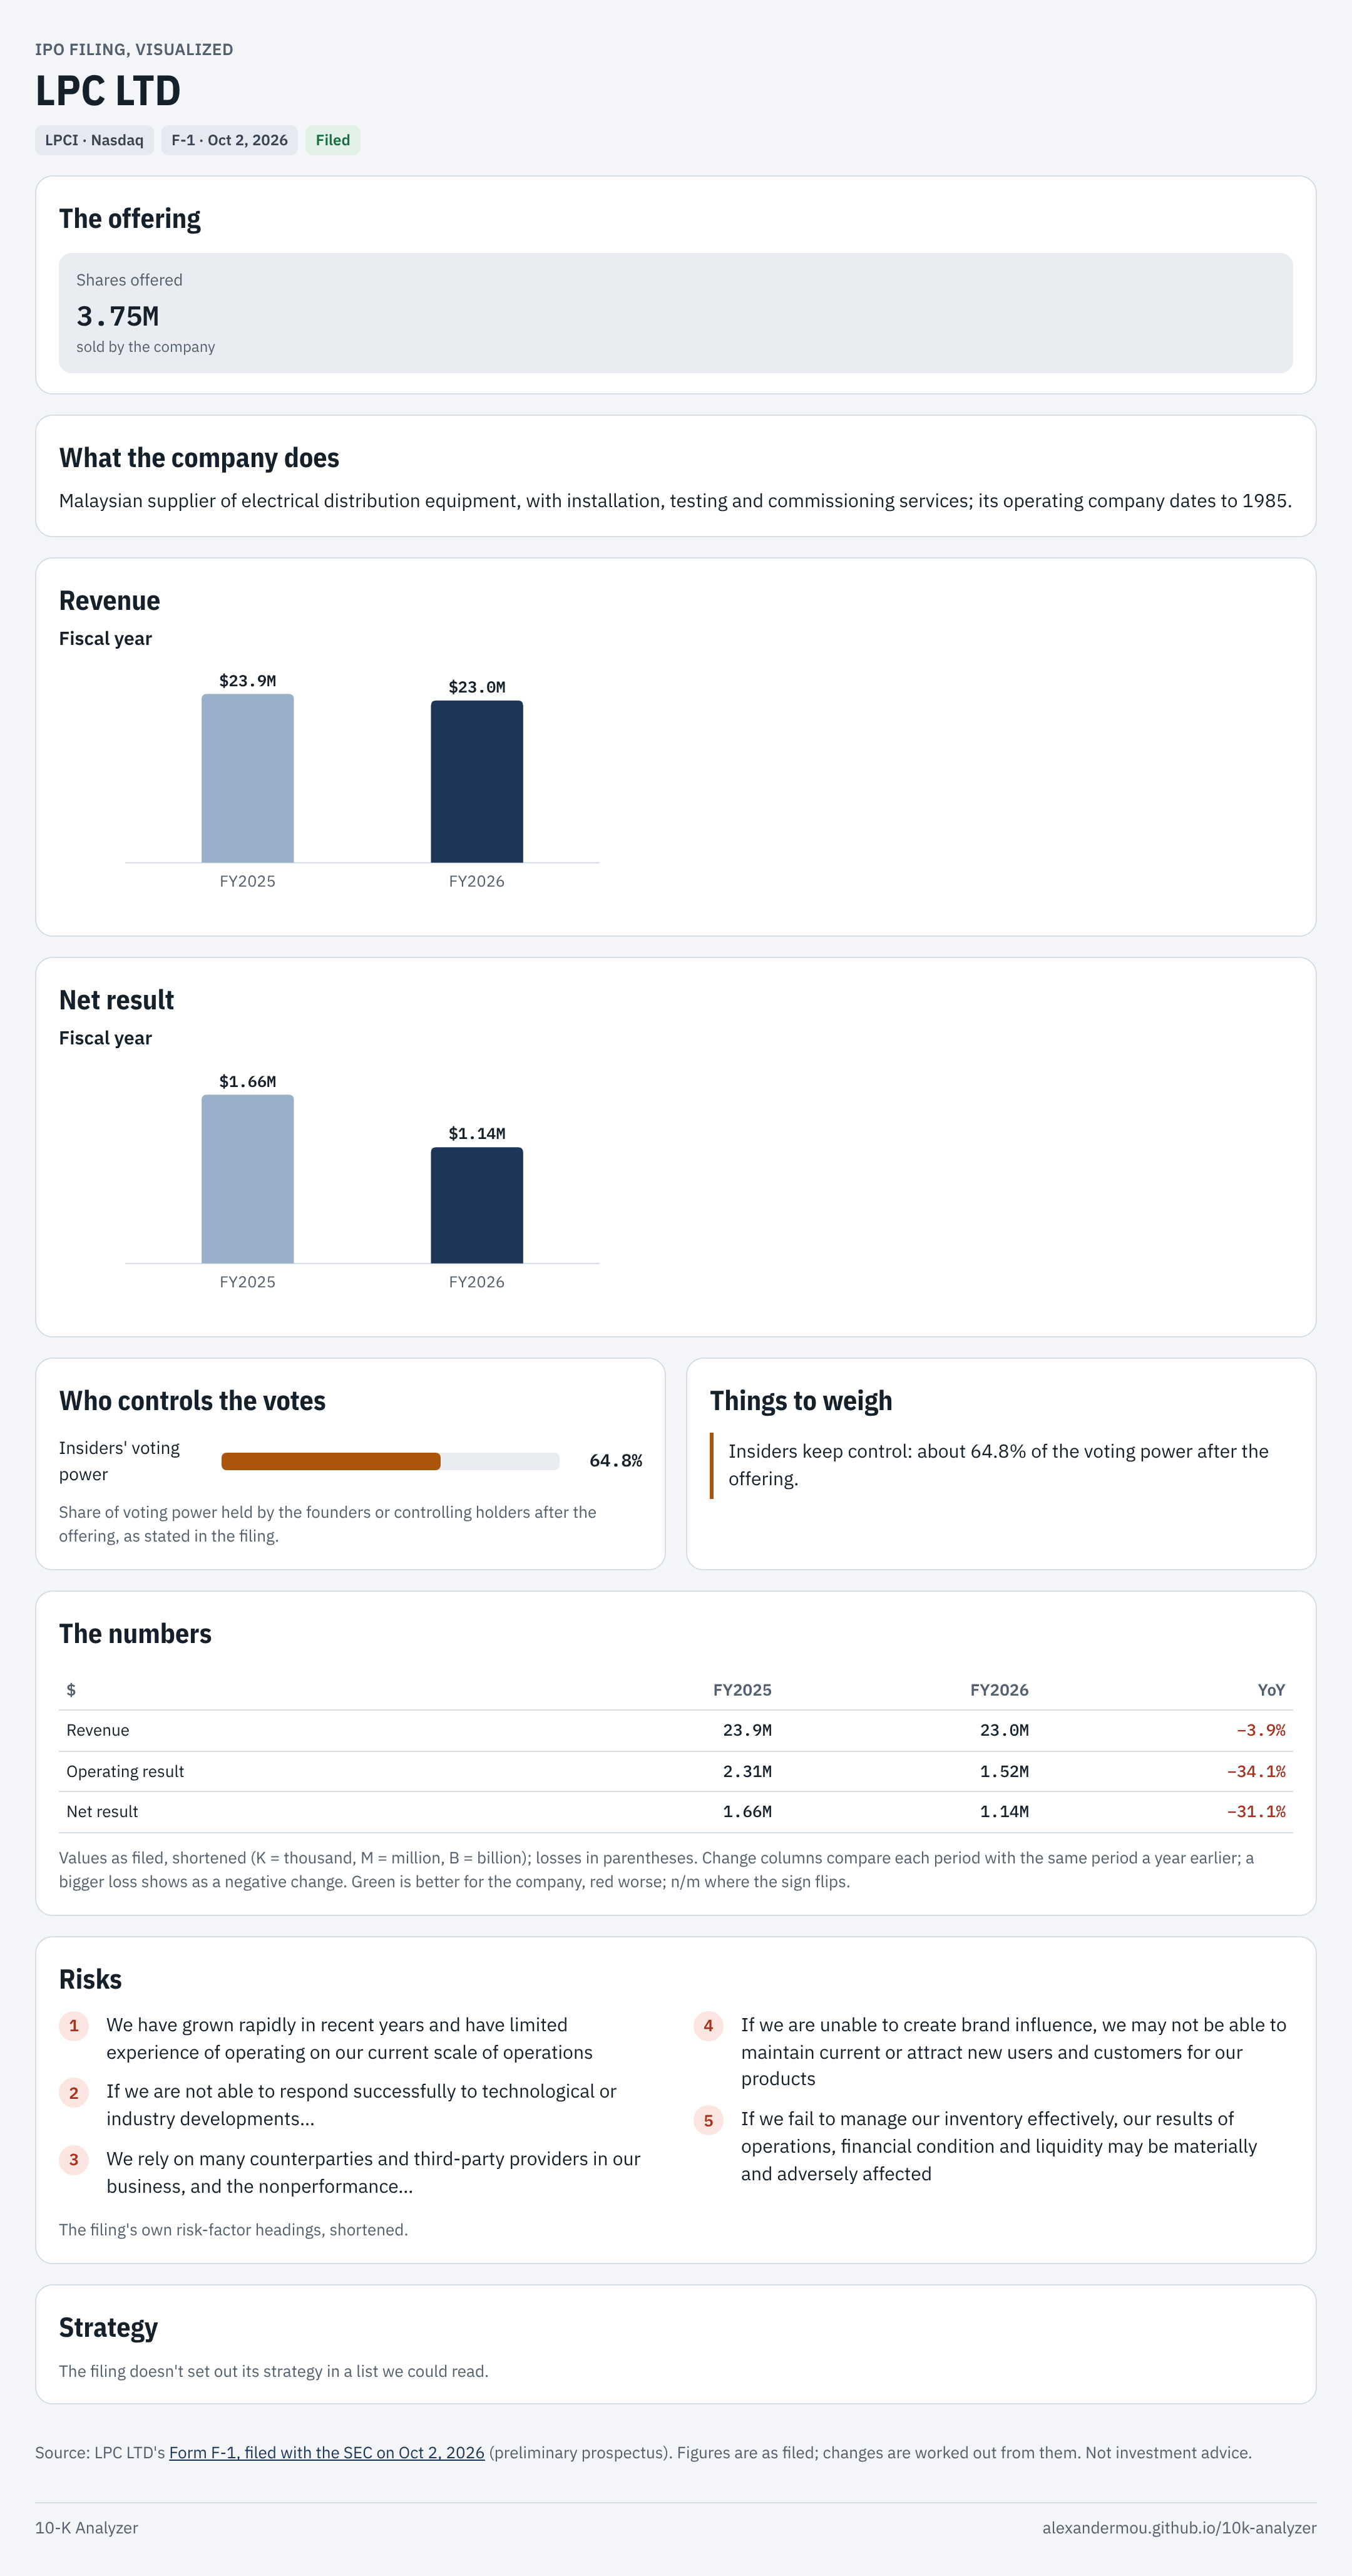 IPO FILING, VISUALIZED
LPC LTD
LPCI · Nasdaq
F-1 · Oct 2, 2026
Filed
The offering
Shares offered
3.75M
sold by the company
What the company does
Malaysian supplier of electrical distribution equipment, with installation, testing and commissioning services; its operating company dates to 1985.
Revenue
Fiscal year
$23.9M
$23.0M
FY2025
FY2026
Net result
Fiscal year
$1.66M
$1.14M
FY2025
FY2026
Who controls the votes
Insiders' voting
power
64.8%
Share of voting power held by the founders or controlling holders after the
offering, as stated in the filing.
Things to weigh
Insiders keep control: about 64.8% of the voting power after the
offering.
The numbers
$ FY2025 FY2026 YoY
Revenue 23.9M 23.0M −3.9%
Operating result 2.31M 1.52M −34.1%
Net result 1.66M 1.14M −31.1%
Values as filed, shortened (K = thousand, M = million, B = billion); losses in parentheses. Change columns compare each period with the same period a year earlier; a
bigger loss shows as a negative change. Green is better for the company, red worse; n/m where the sign flips.
Risks
1 We have grown rapidly in recent years and have limited
experience of operating on our current scale of operations
2 If we are not able to respond successfully to technological or
industry developments…
3 We rely on many counterparties and third-party providers in our
business, and the nonperformance…
4 If we are unable to create brand influence, we may not be able to
maintain current or attract new users and customers for our
products
5 If we fail to manage our inventory effectively, our results of
operations, financial condition and liquidity may be materially
and adversely affected
The filing's own risk-factor headings, shortened.
Strategy
The filing doesn't set out its strategy in a list we could read.
Source: LPC LTD's Form F-1, filed with the SEC on Oct 2, 2026 (preliminary prospectus). Figures are as filed; changes are worked out from them. Not investment advice.
10-K Analyzer
alexandermou.github.io/10k-analyzer